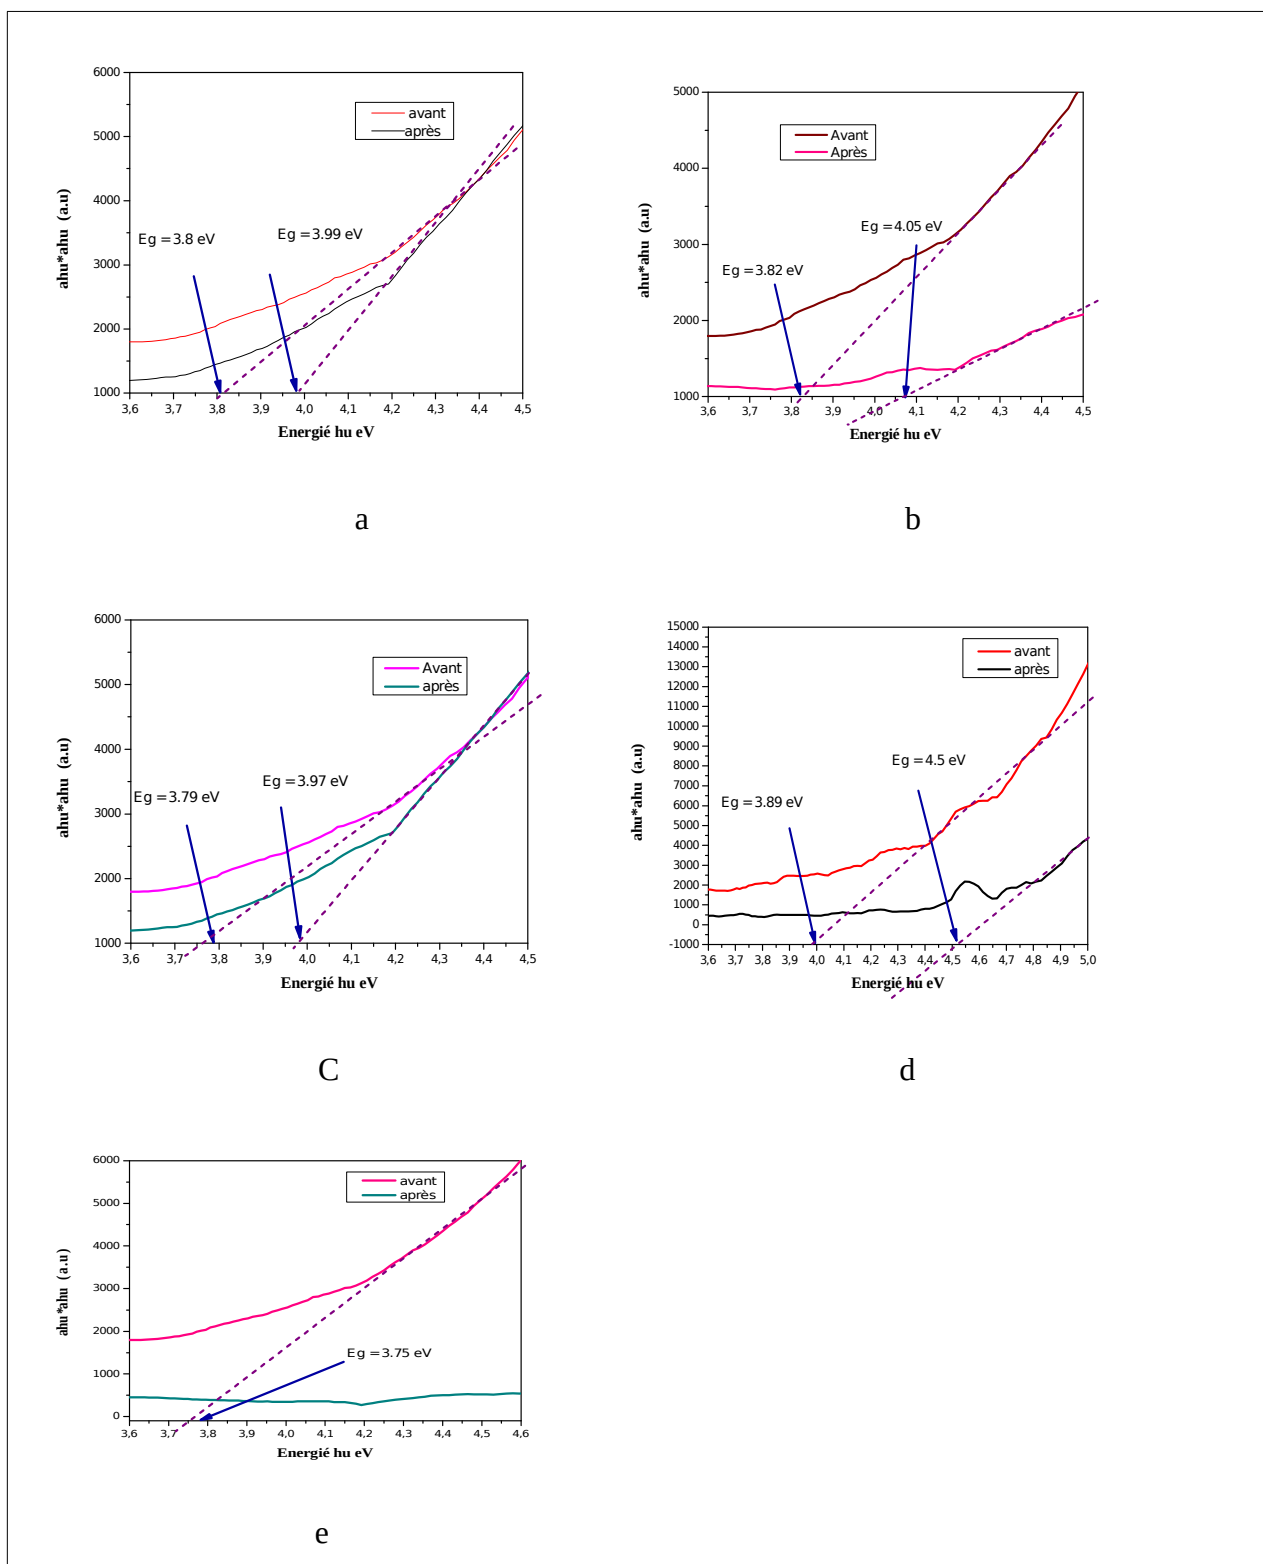 6000
5000
4000
3000
2000
1000
ahu*ahu (a.u)
avant
après
Eg = 3.8 eV
Eg = 3.99 eV
3,6 3,7 3,8 3,9 4,0 4,1 4,2 4,3 4,4 4,5
Energié hu eV
a
5000
4000
3000
2000
1000
ahu*ahu (a.u)
Avant
Après
Eg = 4.05 eV
Eg = 3.82 eV
3,6 3,7 3,8 3,9 4,0 4,1 4,2 4,3 4,4 4,5
Energié hu eV
b
6000
5000
4000
3000
2000
1000
ahu*ahu (a.u)
Avant
après
Eg = 3.97 eV
Eg = 3.79 eV
3,6 3,7 3,8 3,9 4,0 4,1 4,2 4,3 4,4 4,5
Energié hu eV
C
15000
14000
13000
12000
11000
10000
9000
8000
7000
6000
5000
4000
3000
2000
1000
0
-1000
ahu*ahu (a.u)
avant
après
Eg = 4.5 eV
Eg = 3.89 eV
3,6 3,7 3,8 3,9 4,0 4,1 4,2 4,3 4,4 4,5 4,6 4,7 4,8 4,9 5,0
Energié hu eV
d
6000
5000
4000
3000
2000
1000
0
ahu*ahu (a.u)
avant
après
Eg = 3.75 eV
3,6 3,7 3,8 3,9 4,0 4,1 4,2 4,3 4,4 4,5 4,6
Energié hu eV
e